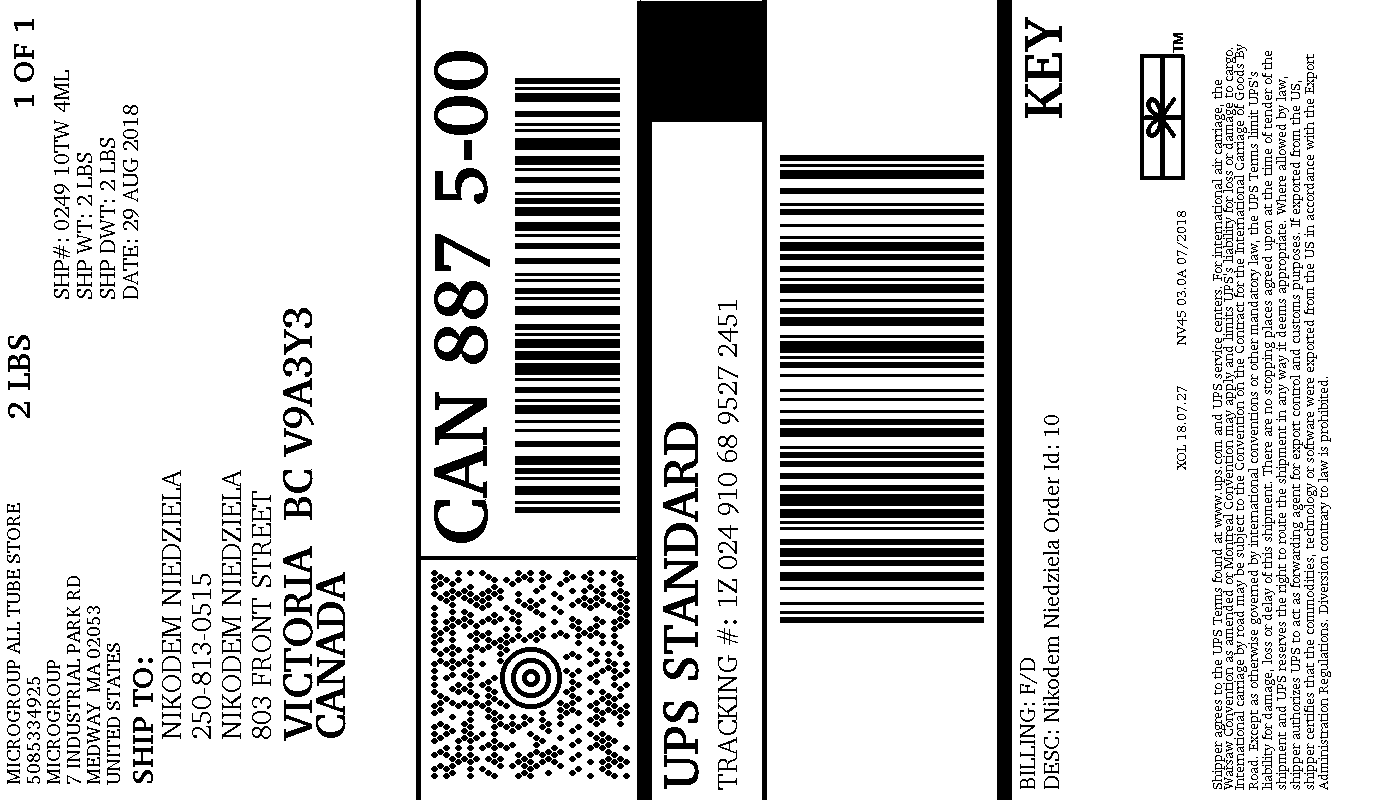 MICROGROUP ALL TUBE STORE
5085334925
MICROGROUP
7 INDUSTRIAL PARK RD
MEDWAY MA 02053
UNITED STATES
2 LBS
1 OF 1
SHP#: 0249 10TW 4ML
SHP WT: 2 LBS
SHP DWT: 2 LBS
DATE: 29 AUG 2018
SHIP TO:
NIKODEM NIEDZIELA
250-813-0515
NIKODEM NIEDZIELA
803 FRONT STREET
VICTORIA BC V9A3Y3
CANADA
CAN 887 5-00
UPS STANDARD
TRACKING #: 1Z 024 910 68 9527 2451
BILLING: F/D
DESC: Nikodem Niedziela Order Id: 10
KEY
TM
XOL 18.07.27 NV45 03.0A 07/2018
Shipper agrees to the UPS Terms found at www.ups.com and UPS service centers. For international air carriage, the
Warsaw Convention as amended or Montreal Convention may apply and limits UPS's liability for loss or damage to cargo.
International carriage by road may be subject to the Convention on the Contract for the International Carriage of Goods By
Road. Except as otherwise governed by international conventions or other mandatory law, the UPS Terms limit UPS's
liability for damage, loss or delay of this shipment. There are no stopping places agreed upon at the time of tender of the
shipment and UPS reserves the right to route the shipment in any way it deems appropriate. Where allowed by law,
shipper authorizes UPS to act as forwarding agent for export control and customs purposes. If exported from the US,
shipper certifies that the commodities, technology or software were exported from the US in accordance with the Export
Administration Regulations. Diversion contrary to law is prohibited.